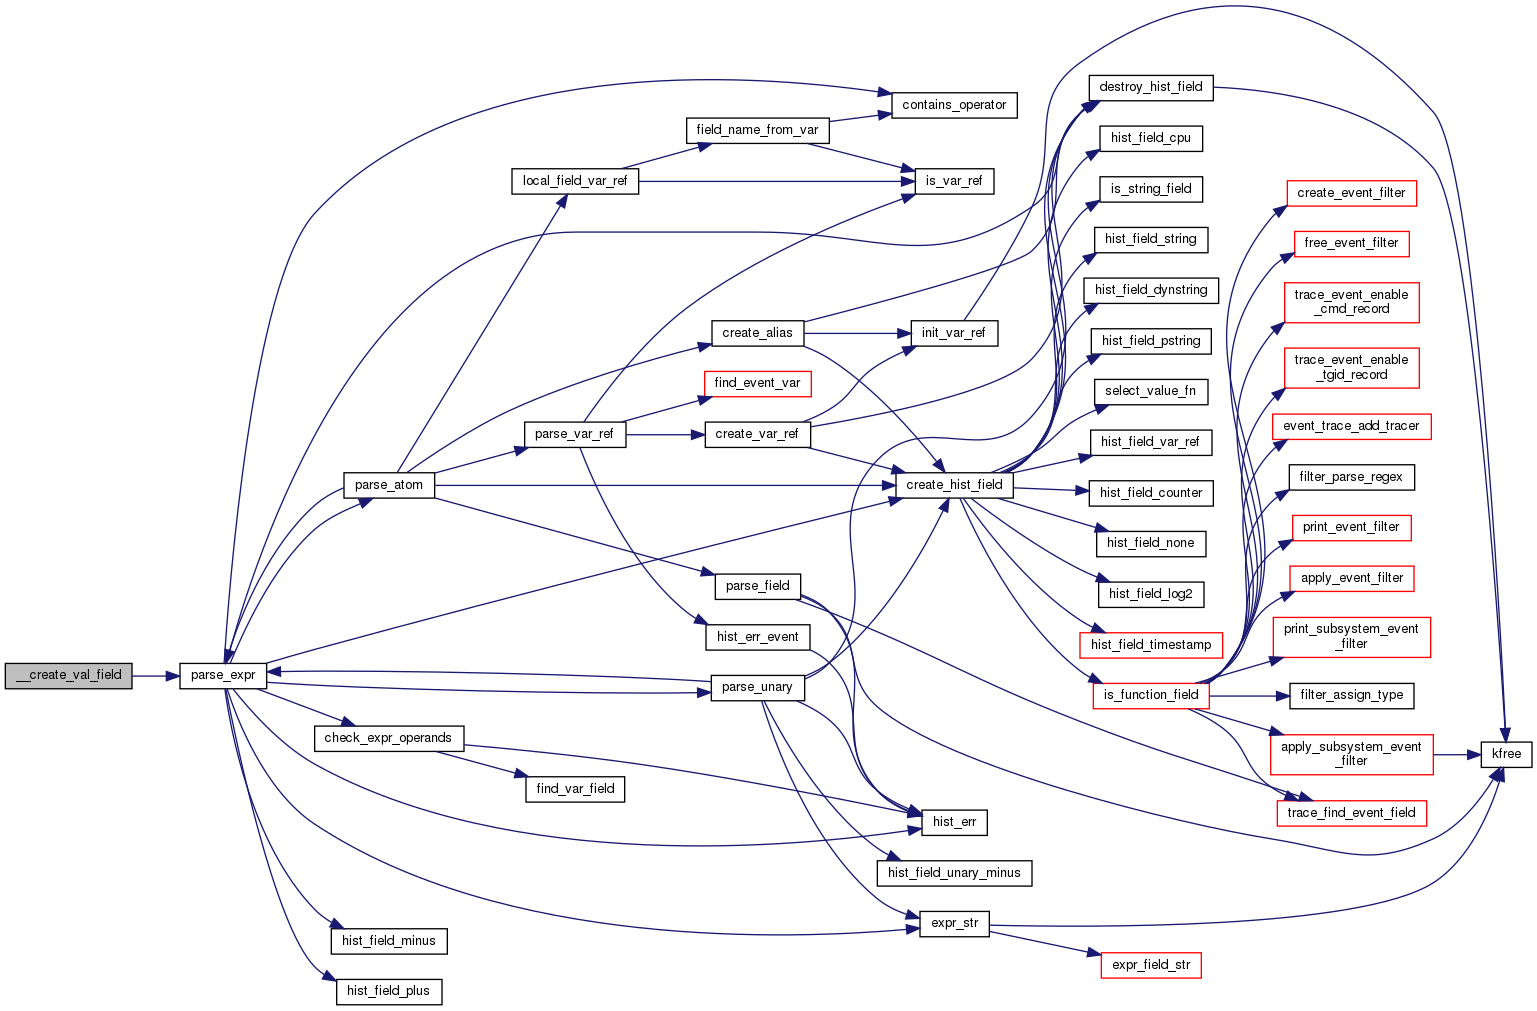 destroy_hist_field
contains_operator
field_name_from_var
hist_field_cpu
local_field_var_ref
is_var_ref
is_string_field
create_event_filter
hist_field_string
free_event_filter
hist_field_dynstring
trace_event_enable
_cmd_record
create_alias
init_var_ref
hist_field_pstring
trace_event_enable
_tgid_record
find_event_var
select_value_fn
parse_var_ref
create_var_ref
hist_field_var_ref
event_trace_add_tracer
parse_atom
create_hist_field
hist_field_counter
filter_parse_regex
hist_field_none
print_event_filter
parse_field
hist_field_log2
apply_event_filter
hist_err_event
hist_field_timestamp
print_subsystem_event
_filter
__create_val_field
parse_expr
parse_unary
is_function_field
filter_assign_type
check_expr_operands
apply_subsystem_event
_filter
kfree
find_var_field
hist_err
trace_find_event_field
hist_field_unary_minus
expr_str
hist_field_minus
expr_field_str
hist_field_plus